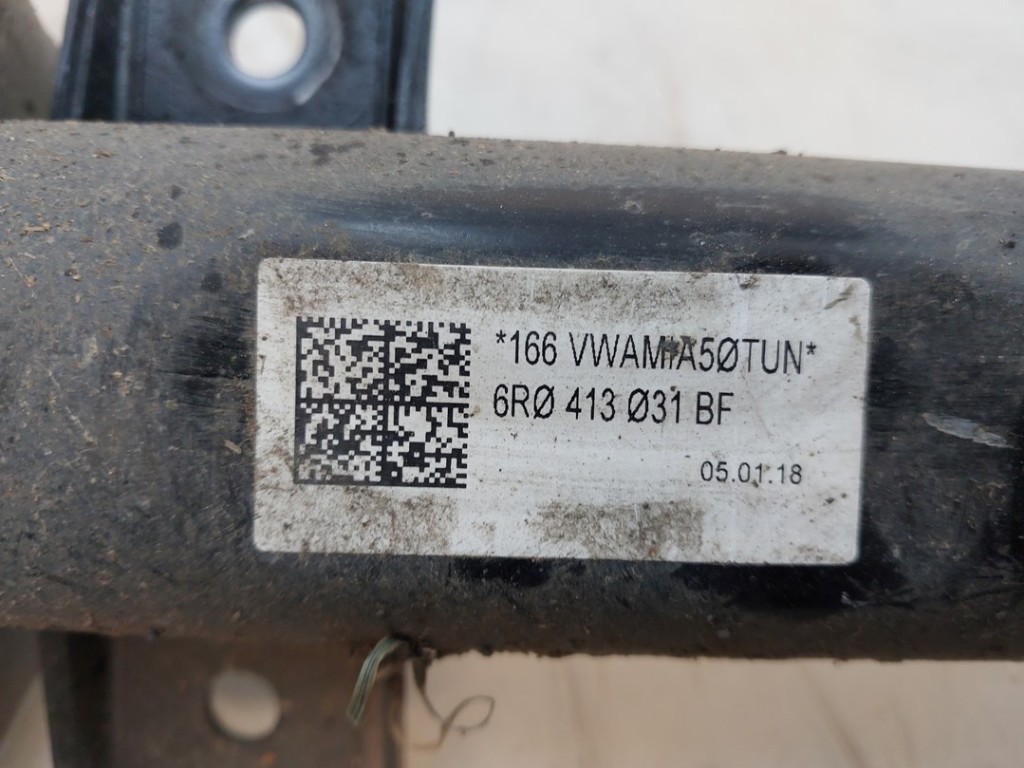 *166 VWAMIA5ØTUN*
6RØ 413 Ø31 BF
05.01.18